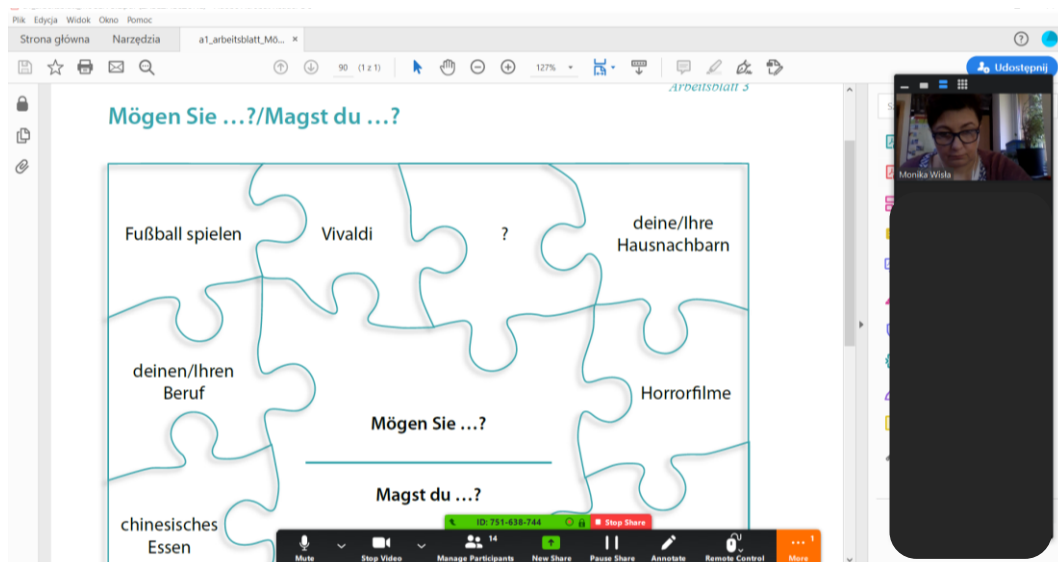 Plik Edycja Widok Okno Pomoc
Strona główna Narzędzia a1_arbeitsblatt_Mö... ×
90 (1 z 1) 127% Udostępnij
Arbeitsblatt 3
Mögen Sie ...?/Magst du ...?
Monika Wisła
Fußball spielen
Vivaldi
?
deine/Ihre
Hausnachbarn
deinen/Ihren
Beruf
Horrorfilme
Mögen Sie ...?
Magst du ...?
chinesisches
Essen
ID: 751-638-744 Stop Share
14 1
Mute Stop Video Manage Participants New Share Pause Share Annotate Remote Control More